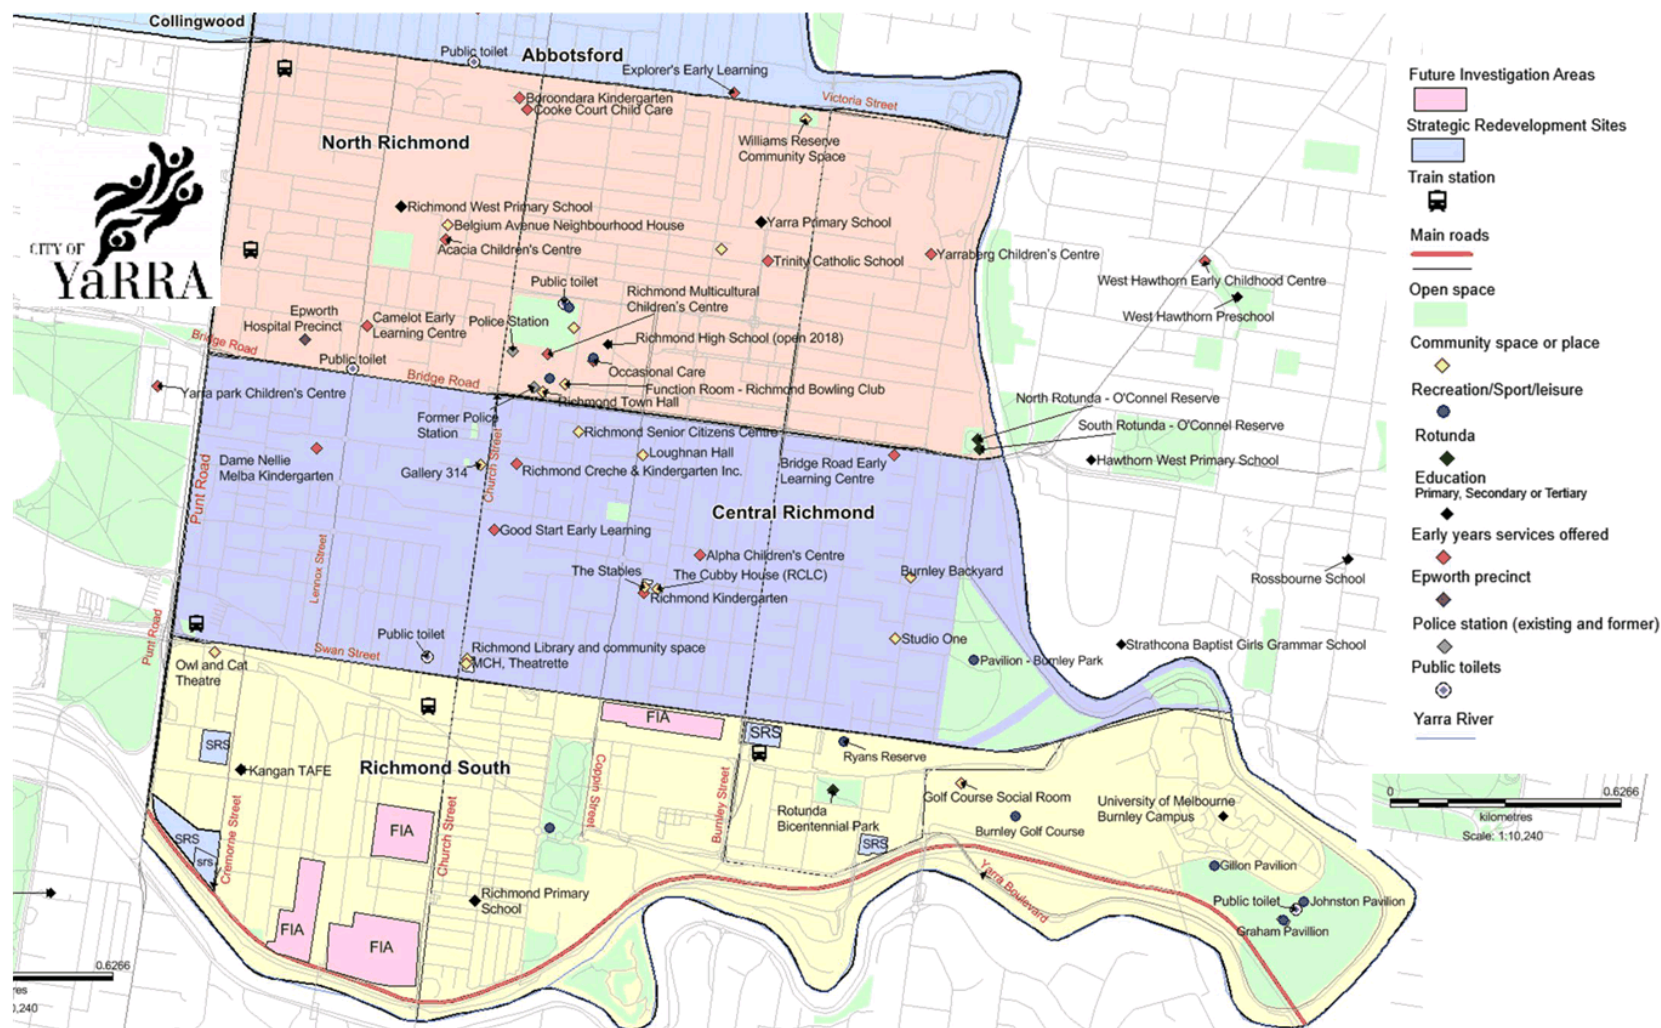 Collingwood
Public toilet
Abbotsford
Explorer's Early Learning
Victoria Street
Boroondara Kindergarten
Cooke Court Child Care
North Richmond
Williams Reserve
Community Space
CITY OF
YaRRA
Richmond West Primary School
Belgium Avenue Neighbourhood House
Acacia Children's Centre
Yarra Primary School
Trinity Catholic School
Yarraberg Children's Centre
West Hawthorn Early Childhood Centre
West Hawthorn Preschool
Public toilet
Richmond Multicultural
Children's Centre
Epworth
Hospital Precinct
Camelot Early
Learning Centre
Police Station
Richmond High School (open 2018)
Bridge Road
Public toilet
Occasional Care
Bridge Road
Function Room - Richmond Bowling Club
Richmond Town Hall
Yarra park Children's Centre
North Rotunda - O'Connel Reserve
South Rotunda - O'Connel Reserve
Former Police
Station
Richmond Senior Citizens Centre
Loughnan Hall
Hawthorn West Primary School
Dame Nellie
Melba Kindergarten
Gallery 314
Church Street
Richmond Creche & Kindergarten Inc.
Bridge Road Early
Learning Centre
Punt Road
Central Richmond
Good Start Early Learning
Lennox Street
Alpha Children's Centre
The Stables
The Cubby House (RCLC)
Richmond Kindergarten
Burnley Backyard
Rossbourne School
Punt Road
Swan Street
Public toilet
Richmond Library and community space
MCH, Theatrette
Studio One
Pavilion - Burnley Park
Strathcona Baptist Girls Grammar School
Owl and Cat
Theatre
SRS
FIA
SRS
Ryans Reserve
Kangan TAFE
Richmond South
Coppin Street
Burnley Street
Rotunda
Bicentennial Park
Golf Course Social Room
Burnley Golf Course
University of Melbourne
Burnley Campus
SRS
srs
Cremorne Street
FIA
Church Street
SRS
Yarra Boulevard
Gillon Pavilion
Public toilet
Johnston Pavilion
Graham Pavillion
Richmond Primary
School
FIA
FIA
0.6266
res
0,240
Future Investigation Areas
Strategic Redevelopment Sites
Train station
Main roads
Open space
Community space or place
Recreation/Sport/leisure
Rotunda
Education
Primary, Secondary or Tertiary
Early years services offered
Epworth precinct
Police station (existing and former)
Public toilets
Yarra River
0
0.6266
kilometres
Scale: 1:10,240